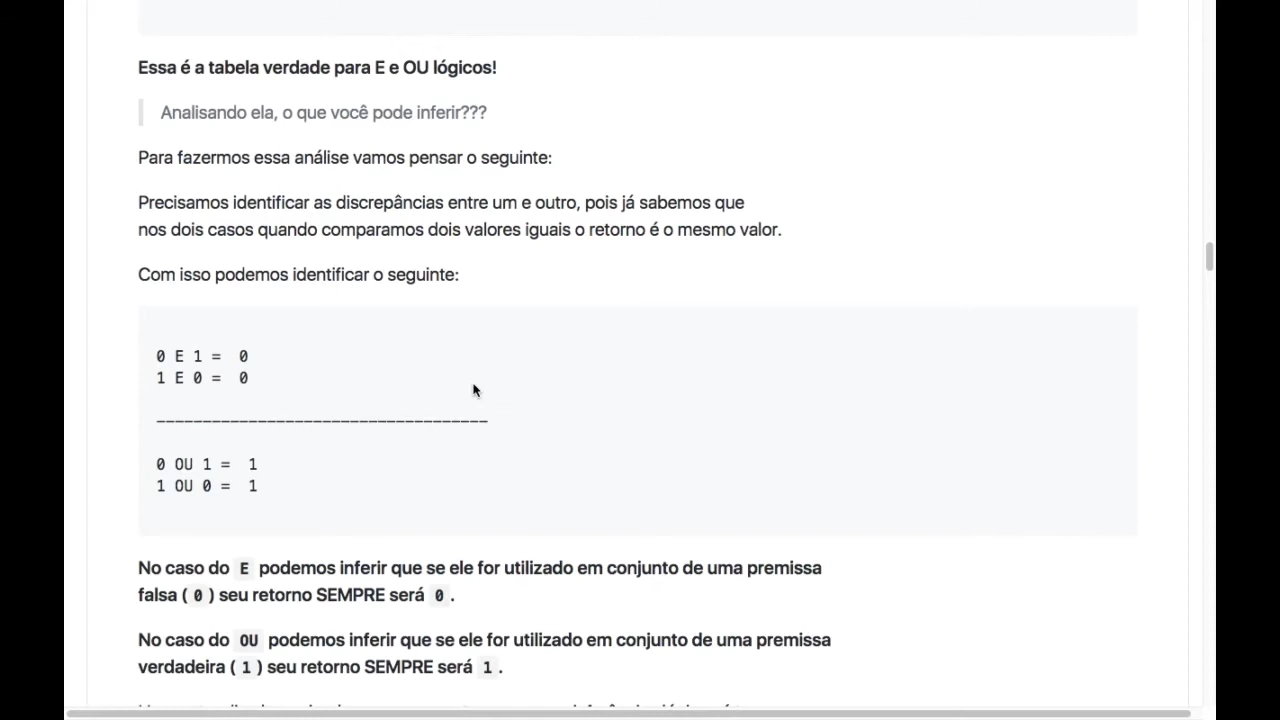 Essa é a tabela verdade para E e OU lógicos!
Analisando ela, o que você pode inferir???
Para fazermos essa análise vamos pensar o seguinte:
Precisamos identificar as discrepâncias entre um e outro, pois já sabemos que
nos dois casos quando comparamos dois valores iguais o retorno é o mesmo valor.
Com isso podemos identificar o seguinte:
0 E 1 =  0
1 E 0 =  0
------------------------------------
0 OU 1 =  1
1 OU 0 =  1
No caso do E podemos inferir que se ele for utilizado em conjunto de uma premissa
falsa ( 0 ) seu retorno SEMPRE será 0 .
No caso do OU podemos inferir que se ele for utilizado em conjunto de uma premissa
verdadeira ( 1 ) seu retorno SEMPRE será 1 .